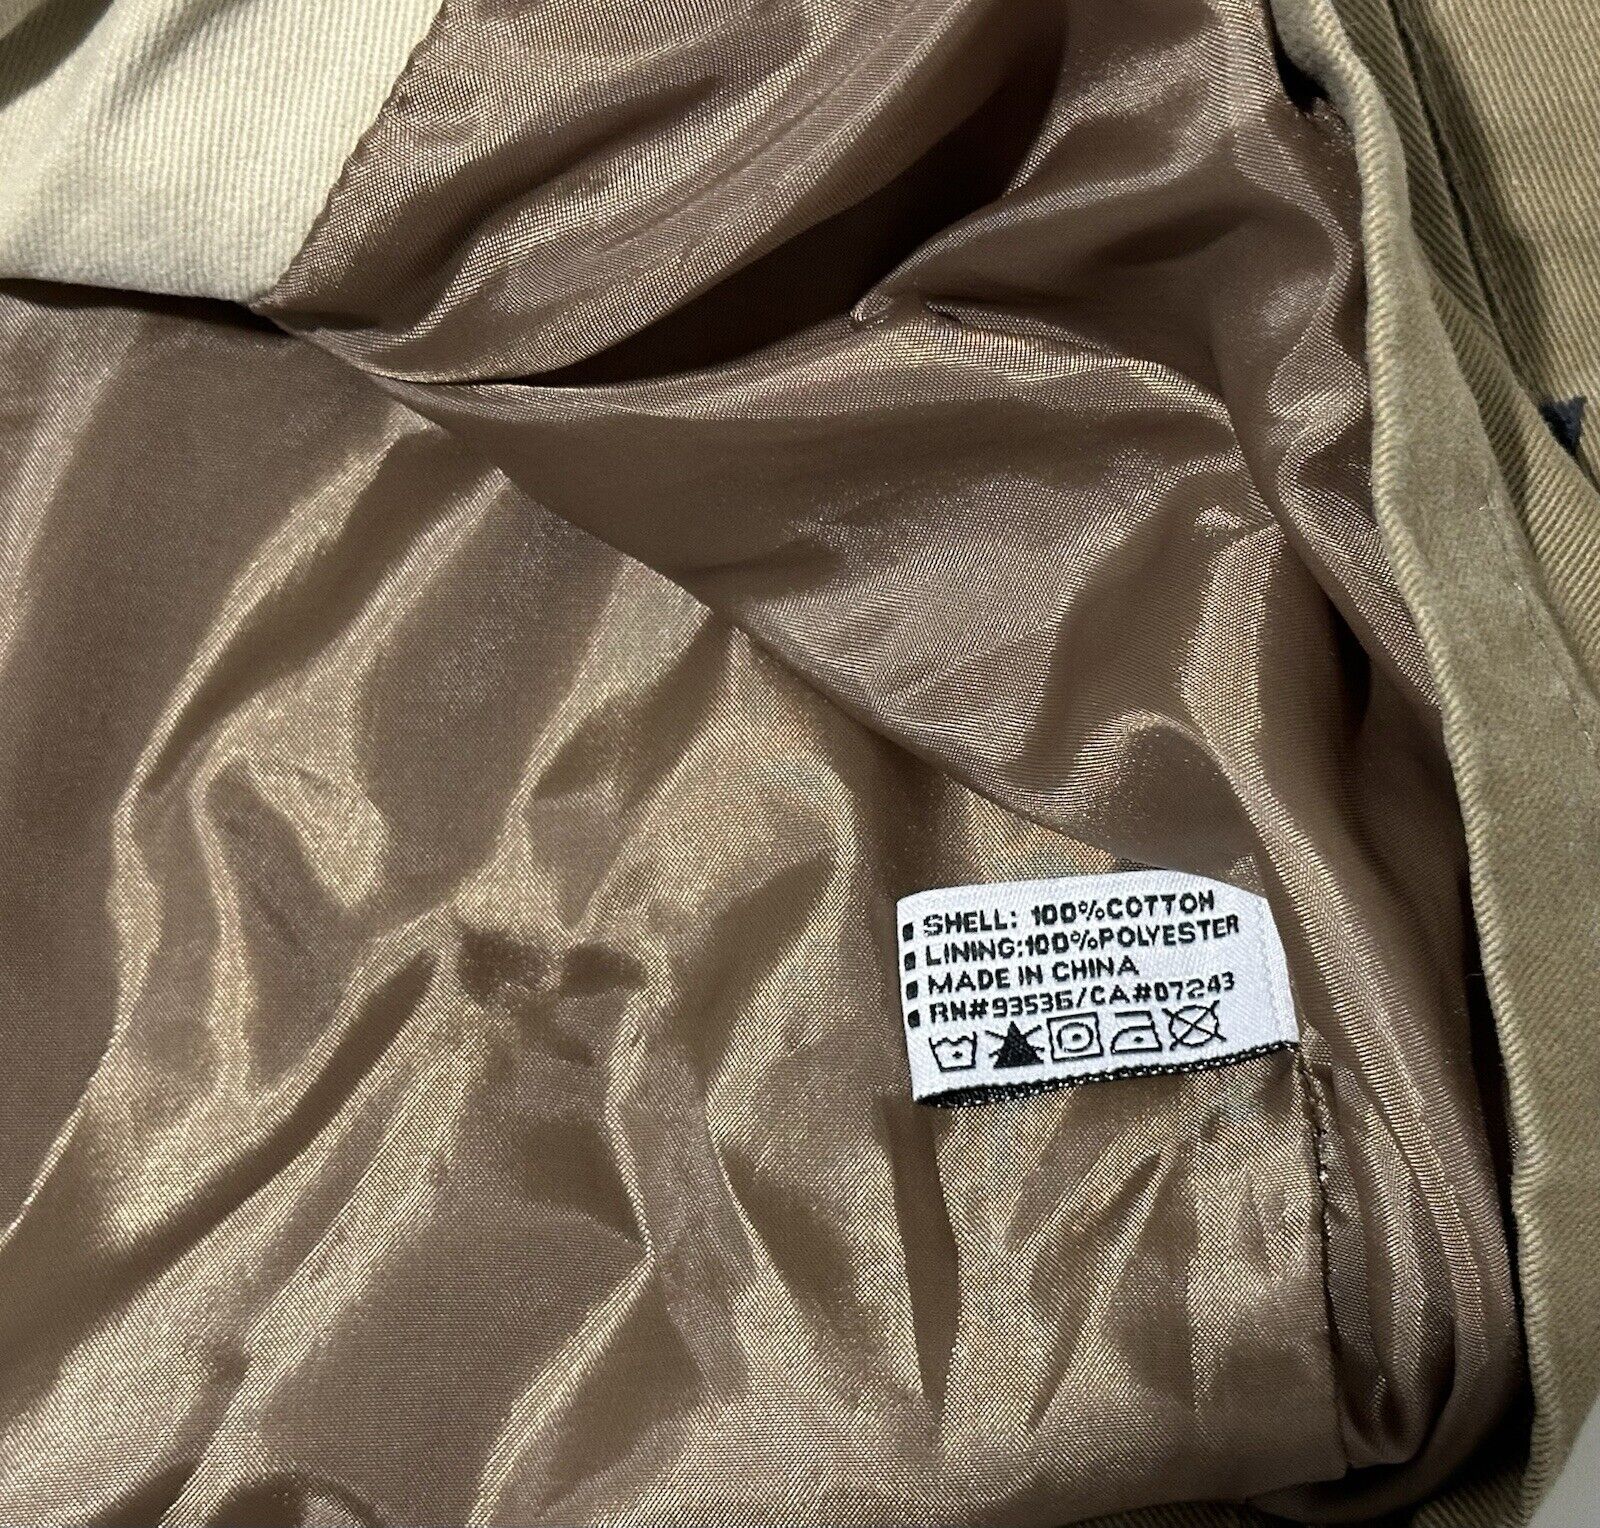 SHELL: 100%COTTON
LINING:100%POLYESTER
MADE IN CHINA
RN#93536/CA#07243